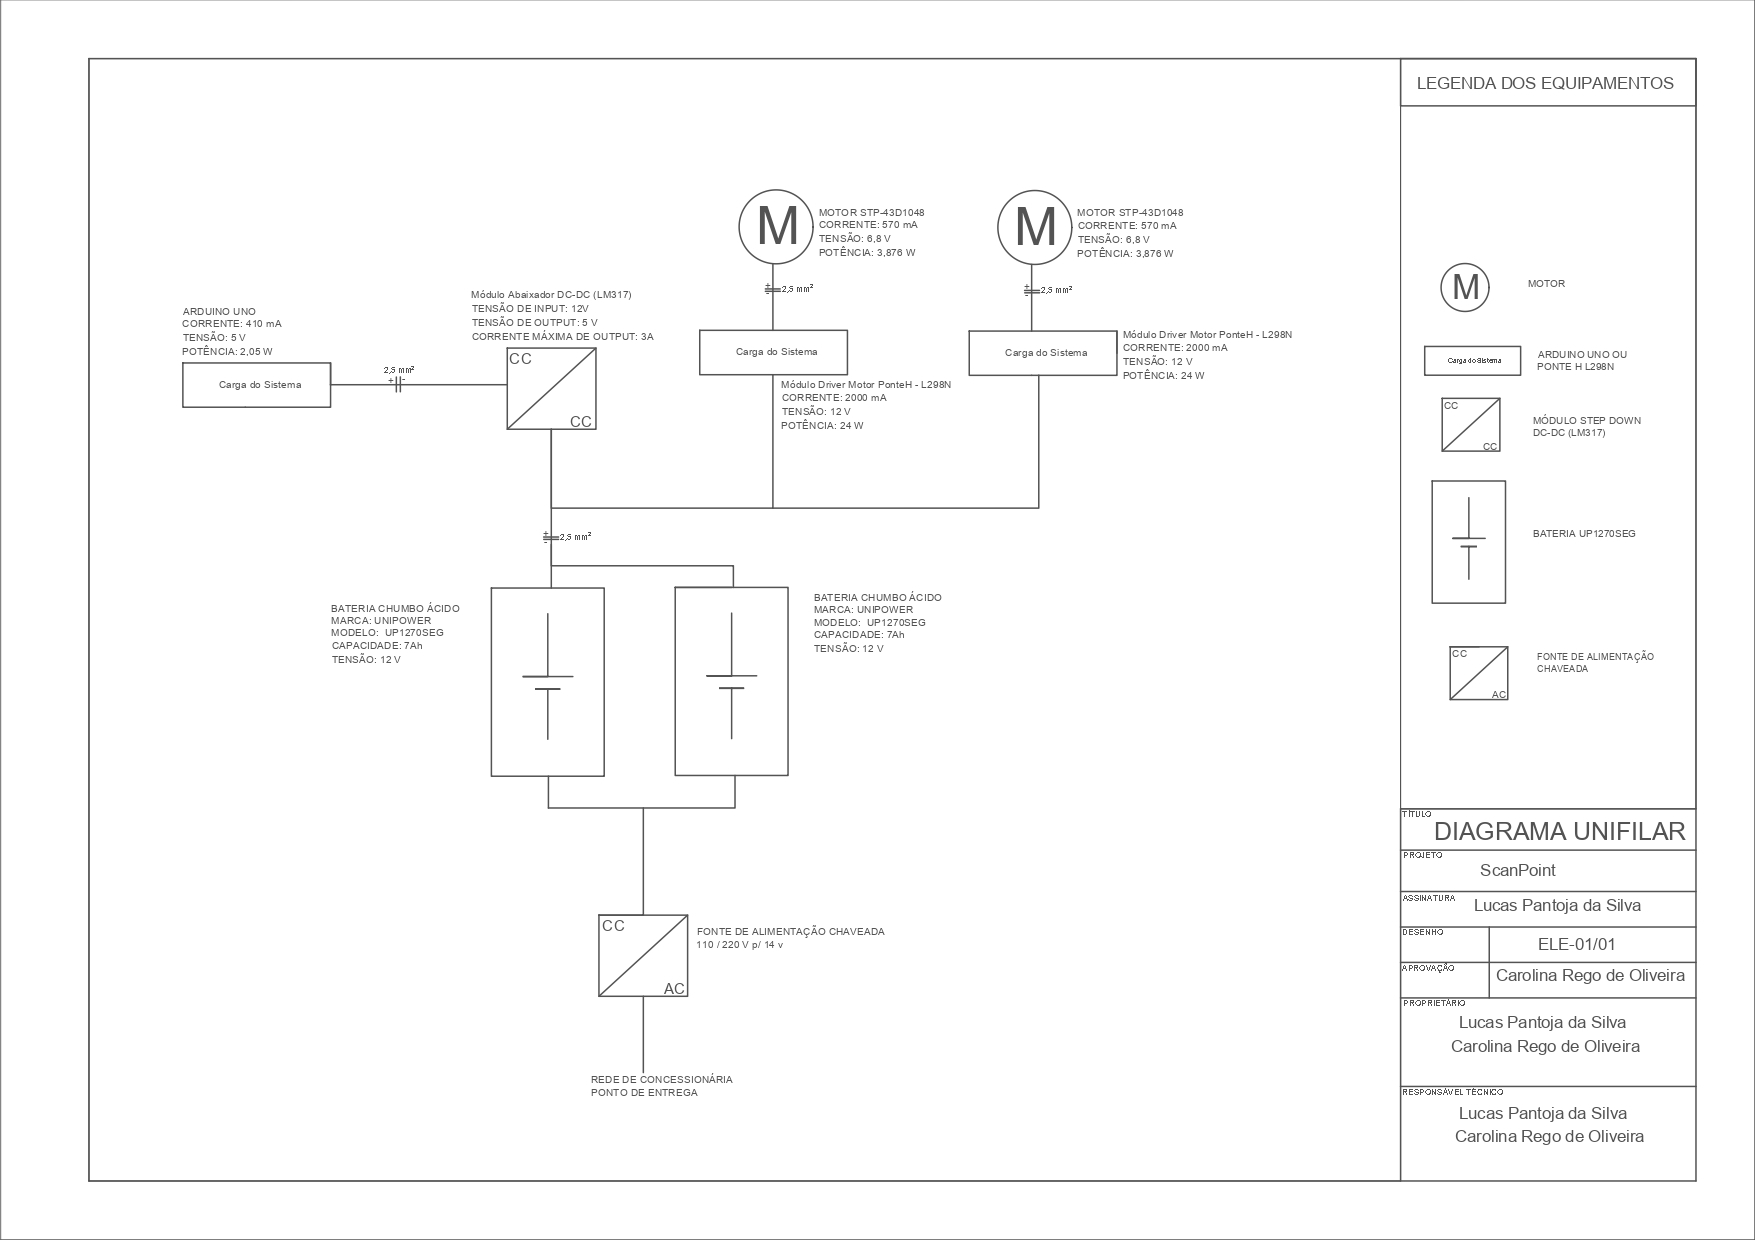 LEGENDA DOS EQUIPAMENTOS
M
MOTOR STP-43D1048
CORRENTE: 570 mA
TENSÃO: 6,8 V
POTÊNCIA: 3,876 W
2,5 mm²
M
MOTOR STP-43D1048
CORRENTE: 570 mA
TENSÃO: 6,8 V
POTÊNCIA: 3,876 W
2,5 mm²
ARDUINO UNO
CORRENTE: 410 mA
TENSÃO: 5 V
POTÊNCIA: 2,05 W
Carga do Sistema
2,5 mm²
+ -
Módulo Abaixador DC-DC (LM317)
TENSÃO DE INPUT: 12V
TENSÃO DE OUTPUT: 5 V
CORRENTE MÁXIMA DE OUTPUT: 3A
CC
CC
Carga do Sistema
Módulo Driver Motor PonteH - L298N
CORRENTE: 2000 mA
TENSÃO: 12 V
POTÊNCIA: 24 W
Carga do Sistema
Módulo Driver Motor PonteH - L298N
CORRENTE: 2000 mA
TENSÃO: 12 V
POTÊNCIA: 24 W
2,5 mm²
BATERIA CHUMBO ÁCIDO
MARCA: UNIPOWER
MODELO: UP1270SEG
CAPACIDADE: 7Ah
TENSÃO: 12 V
BATERIA CHUMBO ÁCIDO
MARCA: UNIPOWER
MODELO: UP1270SEG
CAPACIDADE: 7Ah
TENSÃO: 12 V
CC
AC
FONTE DE ALIMENTAÇÃO CHAVEADA
110 / 220 V p/ 14 v
REDE DE CONCESSIONÁRIA
PONTO DE ENTREGA
M
MOTOR
Carga do Sistema
ARDUINO UNO OU
PONTE H L298N
CC
CC
MÓDULO STEP DOWN
DC-DC (LM317)
BATERIA UP1270SEG
CC
AC
FONTE DE ALIMENTAÇÃO
CHAVEADA
TÍTULO
DIAGRAMA UNIFILAR
PROJETO
ScanPoint
ASSINATURA
Lucas Pantoja da Silva
DESENHO
ELE-01/01
APROVAÇÃO
Carolina Rego de Oliveira
PROPRIETÁRIO
Lucas Pantoja da Silva
Carolina Rego de Oliveira
RESPONSÁVEL TÉCNICO
Lucas Pantoja da Silva
Carolina Rego de Oliveira